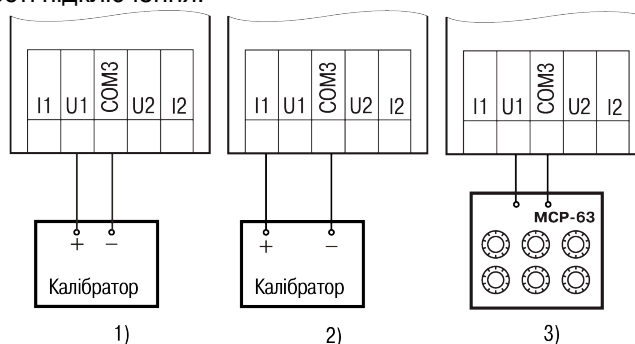 підключення.
I1 U1 COM3 U2 I2
I1 U1 COM3 U2 I2
I1 U1 COM3 U2 I2
+ −
Калібратор
+ −
Калібратор
МСР-63
1)
2)
3)